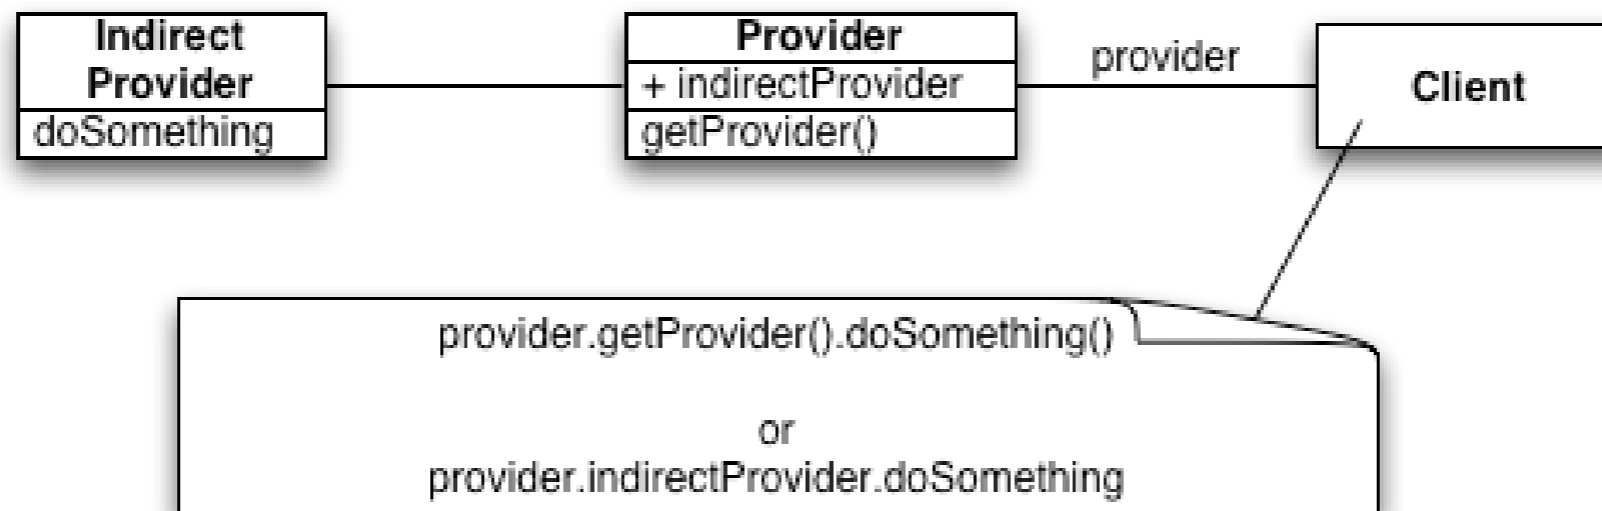 Indirect
Provider
doSomething
Provider
+ indirectProvider
getProvider()
provider
Client
provider.getProvider().doSomething()
or
provider.indirectProvider.doSomething